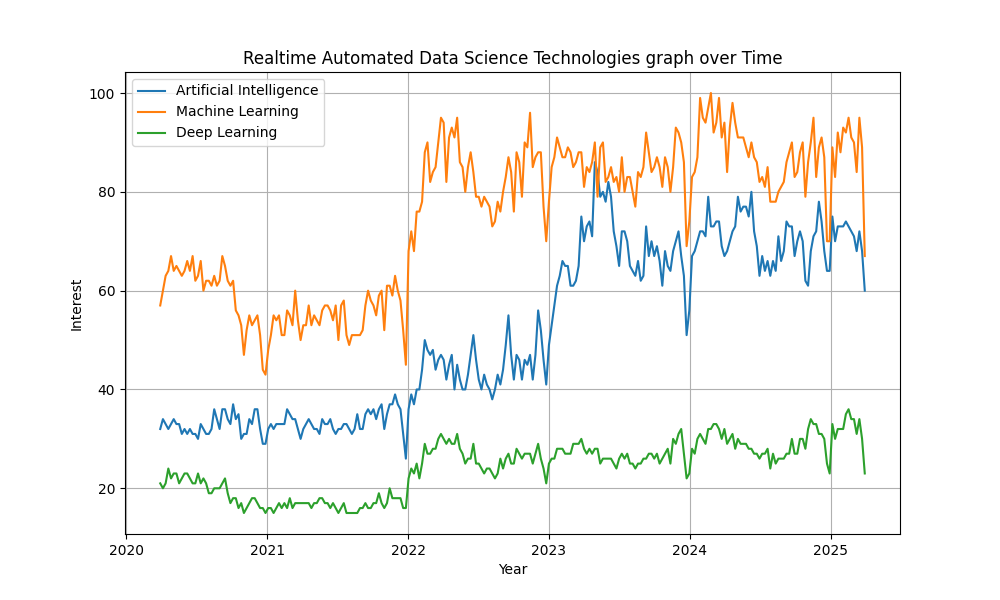 Realtime Automated Data Science Technologies graph over Time
Artificial Intelligence
Machine Learning
Deep Learning
100
80
60
40
20
Interest
2020 2021 2022 2023 2024 2025
Year